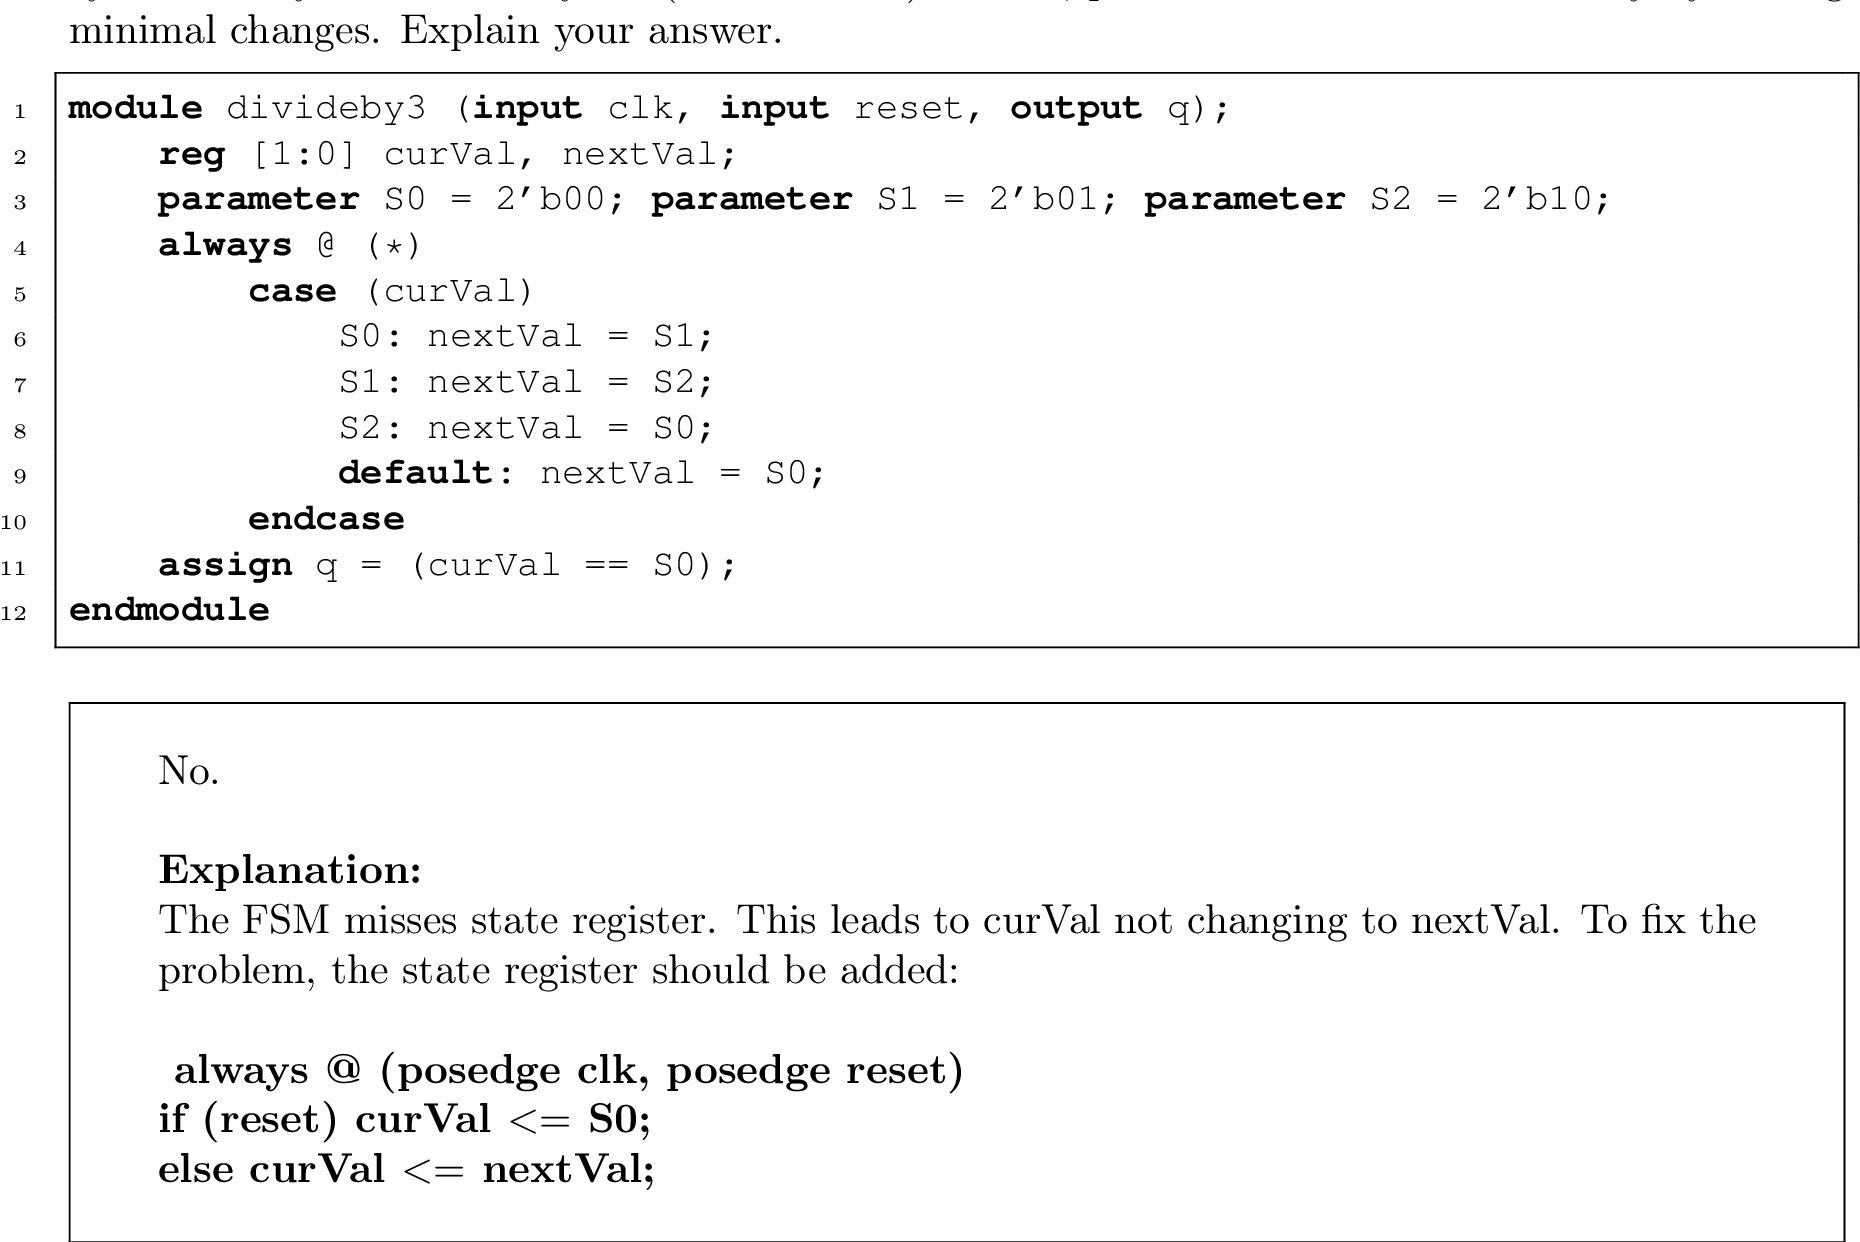 minimal changes. Explain your answer.
1 module divideby3 (input clk, input reset, output q);
2 reg [1:0] curVal, nextVal;
3 parameter S0 = 2’b00; parameter S1 = 2’b01; parameter S2 = 2’b10;
4 always @ (*)
5 case (curVal)
6 S0: nextVal = S1;
7 S1: nextVal = S2;
8 S2: nextVal = S0;
9 default: nextVal = S0;
10 endcase
11 assign q = (curVal == S0);
12 endmodule
No.
Explanation:
The FSM misses state register. This leads to curVal not changing to nextVal. To fix the
problem, the state register should be added:
always @ (posedge clk, posedge reset)
if (reset) curVal <= S0;
else curVal <= nextVal;